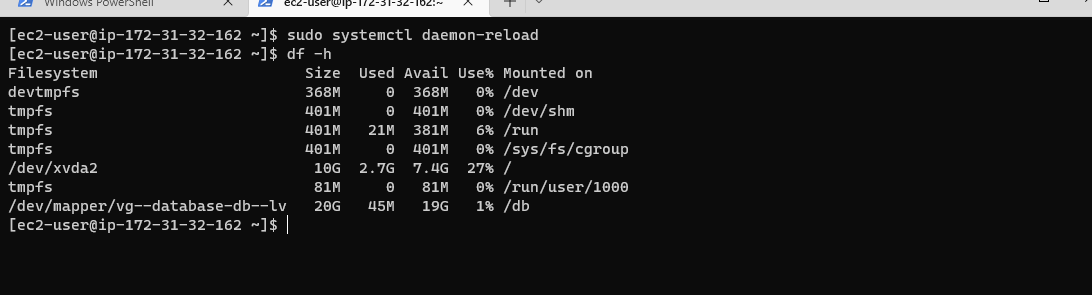 Windows PowerShell
ec2-user@ip-172-31-32-162:~
[ec2-user@ip-172-31-32-162 ~]$ sudo systemctl daemon-reload
[ec2-user@ip-172-31-32-162 ~]$ df -h
Filesystem                         Size  Used Avail Use% Mounted on
devtmpfs                           368M     0  368M   0% /dev
tmpfs                              401M     0  401M   0% /dev/shm
tmpfs                              401M   21M  381M   6% /run
tmpfs                              401M     0  401M   0% /sys/fs/cgroup
/dev/xvda2                          10G  2.7G  7.4G  27% /
tmpfs                               81M     0   81M   0% /run/user/1000
/dev/mapper/vg--database-db--lv   20G   45M   19G   1% /db
[ec2-user@ip-172-31-32-162 ~]$